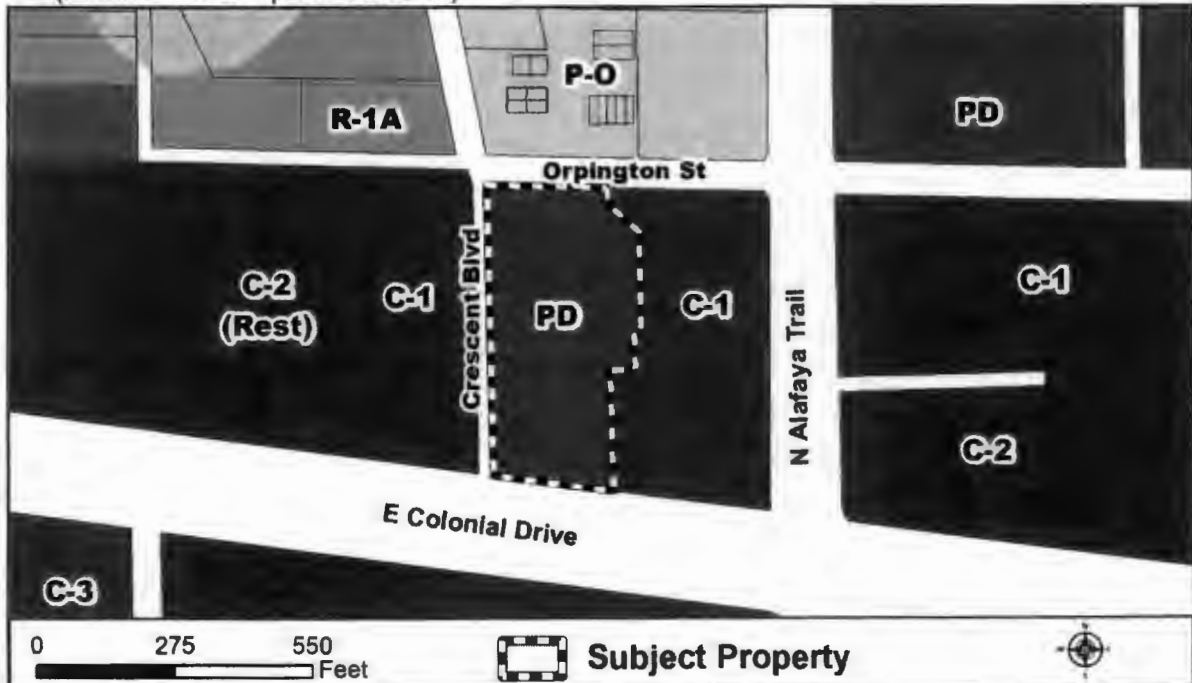 P-O
PD
R-1A
Orpington St
Crescent Blvd
C-2
(Rest)
C-1
PD
C-1
N Alafaya Trail
C-1
C-2
E Colonial Drive
C-3
0 275 550
Feet
Subject Property